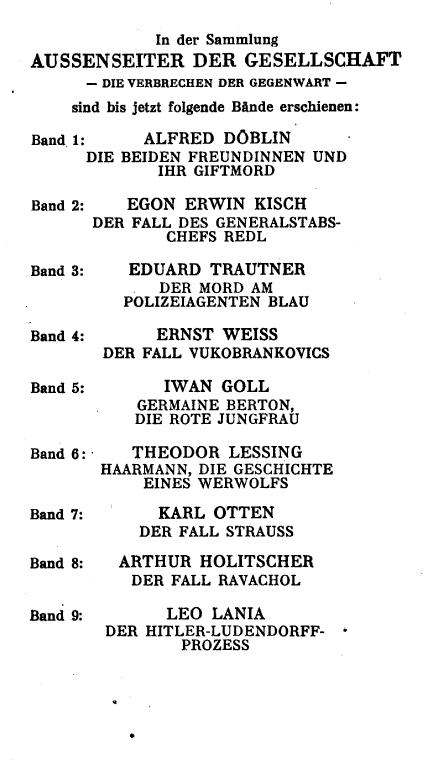 In der Sammlung
AUSSENSEITER DER GESELLSCHAFT
— DIE VERBRECHEN DER GEGENWART —
sind bis jetzt folgende Bände erschienen:
Band 1: ALFRED DÖBLIN
DIE BEIDEN FREUNDINNEN UND
IHR GIFTMORD
Band 2: EGON ERWIN KISCH
DER FALL DES GENERALSTABS-
CHEFS REDL
Band 3: EDUARD TRAUTNER
DER MORD AM
POLIZEIAGENTEN BLAU
Band 4: ERNST WEISS
DER FALL VUKOBRANKOVICS
Band 5: IWAN GOLL
GERMAINE BERTON,
DIE ROTE JUNGFRAU
Band 6: THEODOR LESSING
HAARMANN, DIE GESCHICHTE
EINES WERWOLFS
Band 7: KARL OTTEN
DER FALL STRAUSS
Band 8: ARTHUR HOLITSCHER
DER FALL RAVACHOL
Band 9: LEO LANIA
DER HITLER-LUDENDORFF-
PROZESS